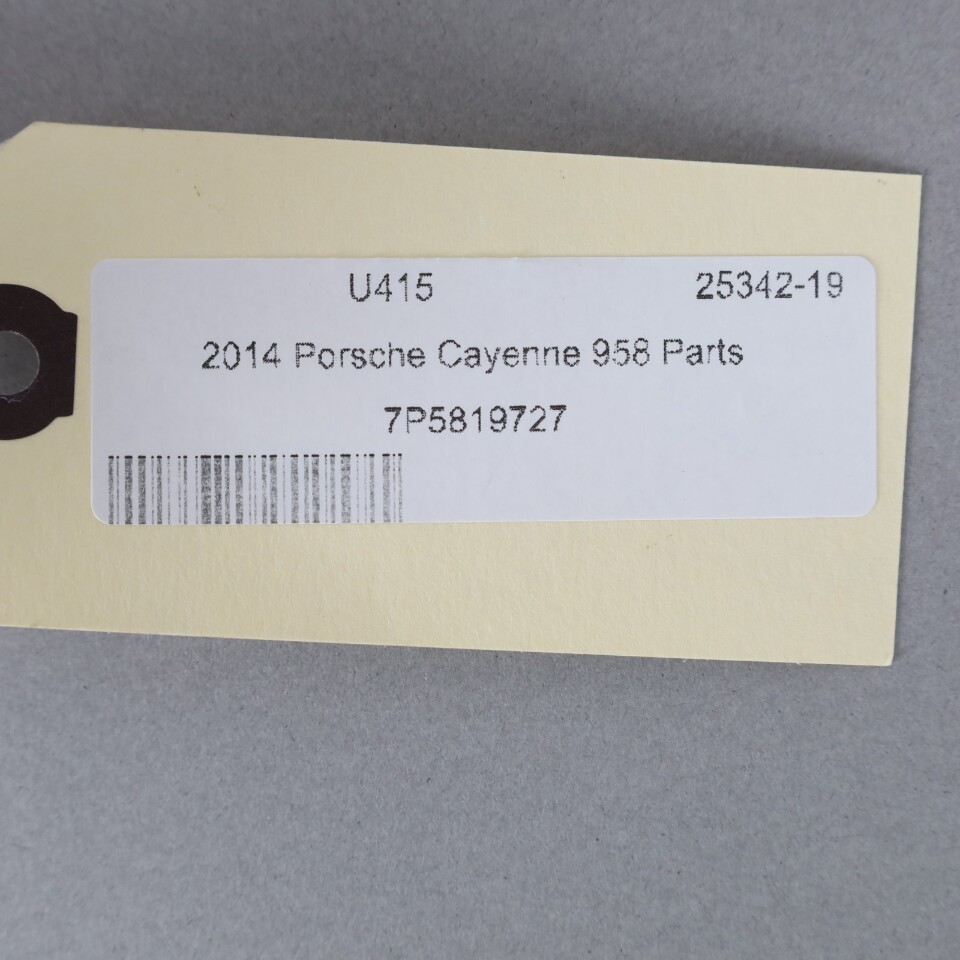 U415 25342-19
2014 Porsche Cayenne 958 Parts
7P5819727